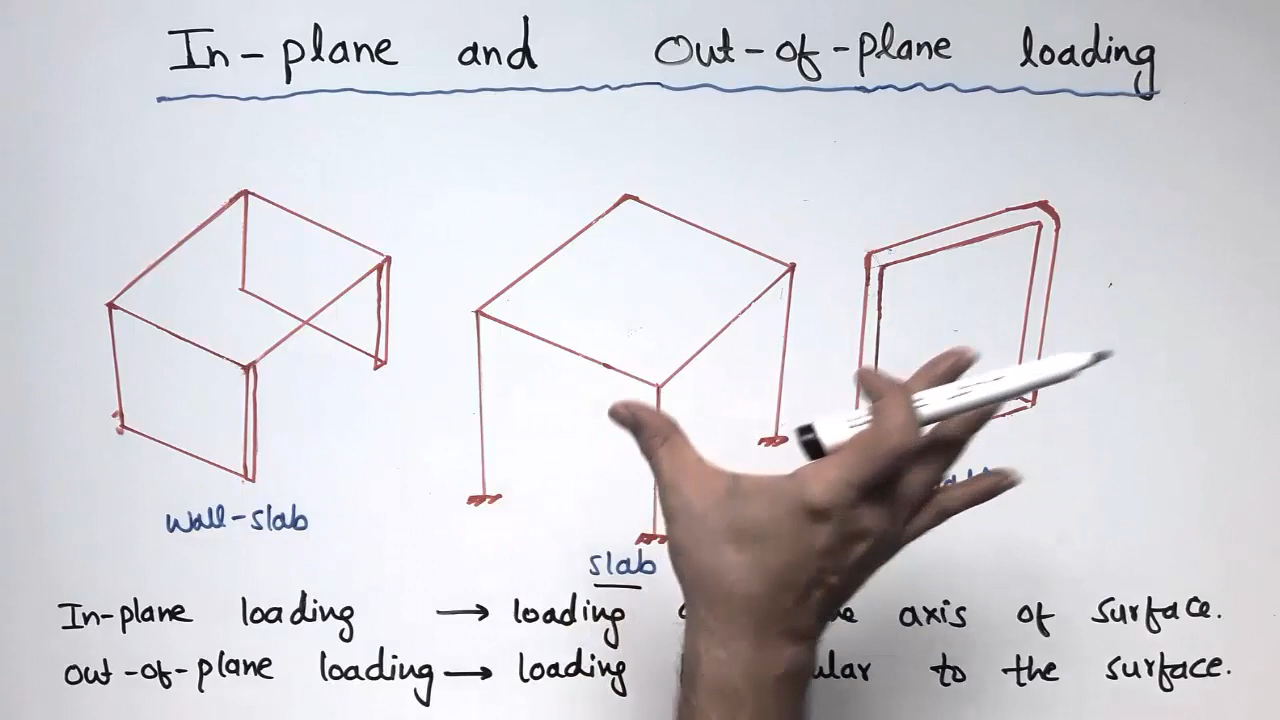 In-plane and Out-of-plane loading
wall-slab
slab
In-plane loading → loading axis of surface.
out-of-plane loading → loading to the surface.